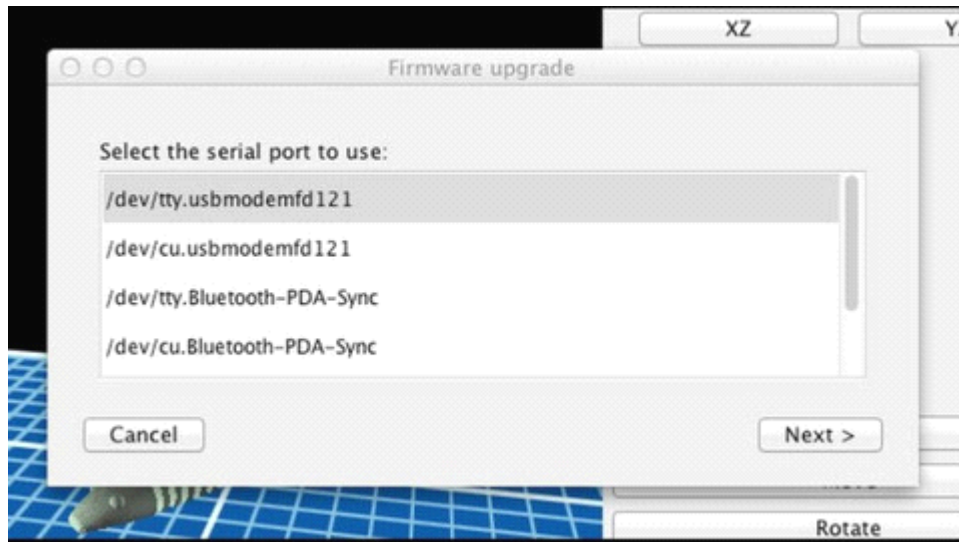 XZ
Firmware upgrade
Select the serial port to use:
/dev/tty.usbmodemfd121
/dev/cu.usbmodemfd121
/dev/tty.Bluetooth-PDA-Sync
/dev/cu.Bluetooth-PDA-Sync
Cancel
Next >
Rotate